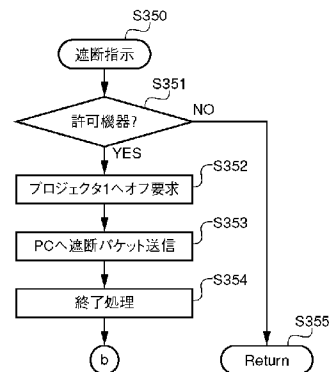 S350
遮断指示
S351
許可機器?
NO
YES
S352
プロジェクタ1へオフ要求
S353
PCへ遮断パケット送信
S354
終了処理
S355
b
Return